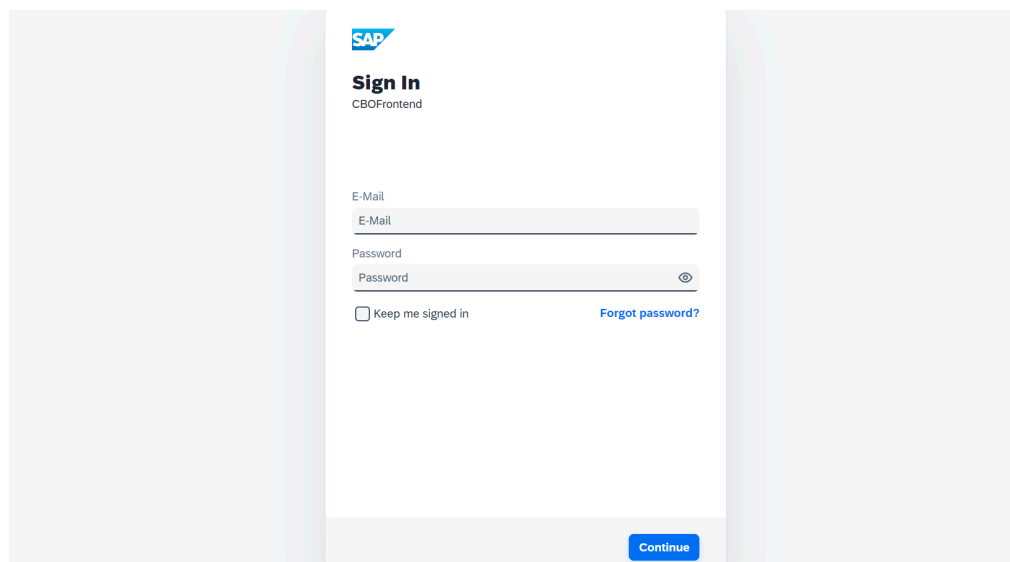 SAP
Sign In
CBOFrontend
E-Mail
E-Mail
Password
Password
Keep me signed in
Forgot password?
Continue